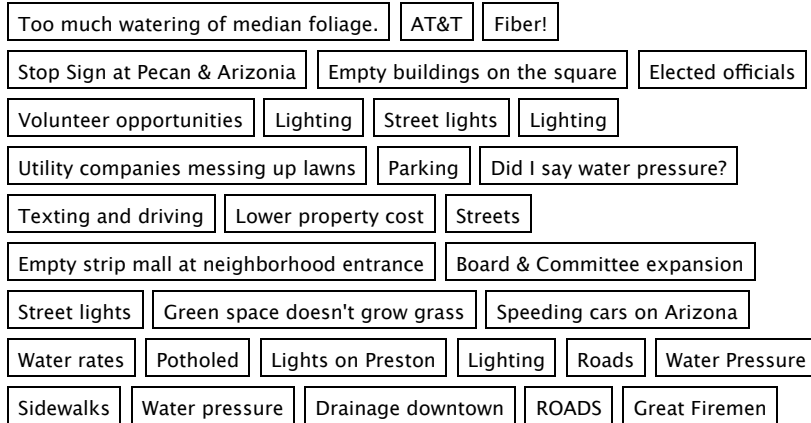 Too much watering of median foliage. AT&T Fiber!
Stop Sign at Pecan & Arizonia Empty buildings on the square Elected officials
Volunteer opportunities Lighting Street lights Lighting
Utility companies messing up lawns Parking Did I say water pressure?
Texting and driving Lower property cost Streets
Empty strip mall at neighborhood entrance Board & Committee expansion
Street lights Green space doesn't grow grass Speeding cars on Arizona
Water rates Potholed Lights on Preston Lighting Roads Water Pressure
Sidewalks Water pressure Drainage downtown ROADS Great Firemen